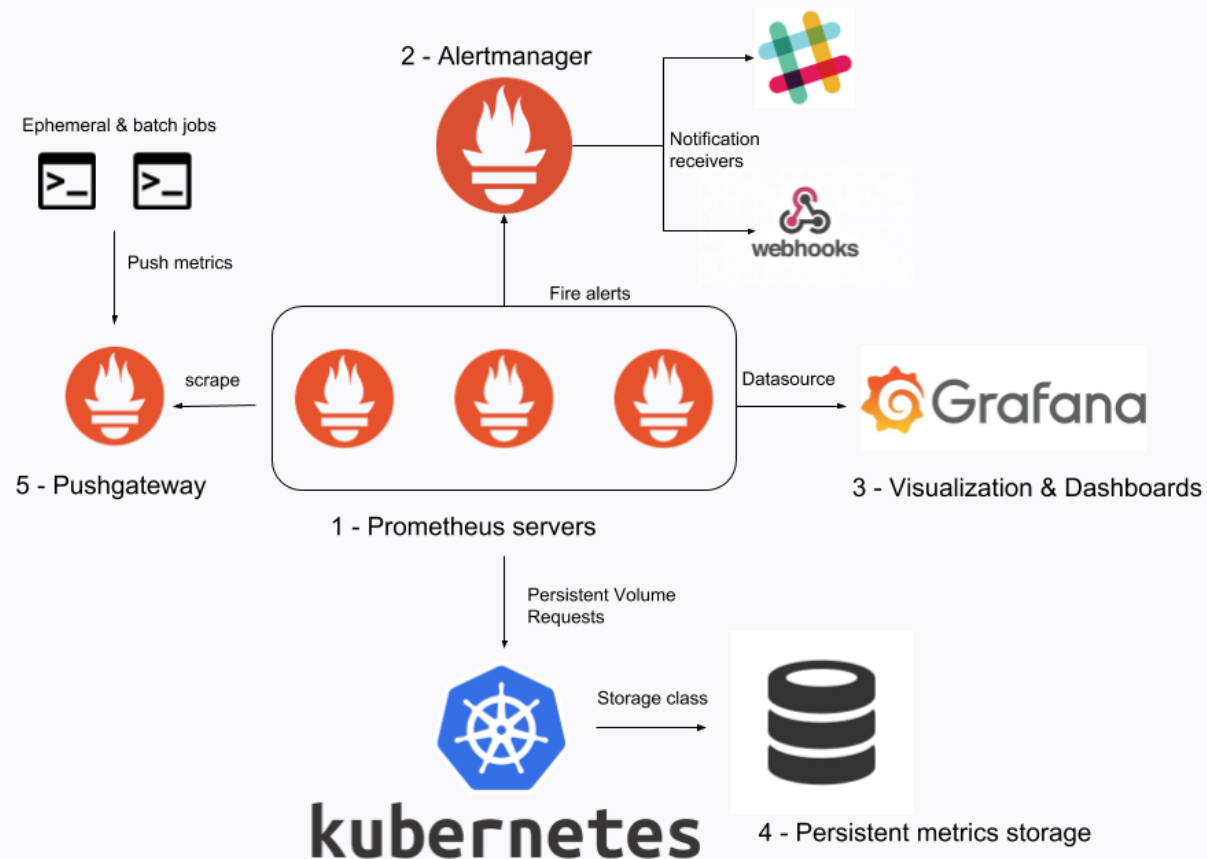 2 - Alertmanager
Ephemeral & batch jobs
>_
>_
Notification
receivers
webhooks
Push metrics
Fire alerts
scrape
Datasource
Grafana
5 - Pushgateway
3 - Visualization & Dashboards
1 - Prometheus servers
Persistent Volume
Requests
Storage class
kubernetes
4 - Persistent metrics storage